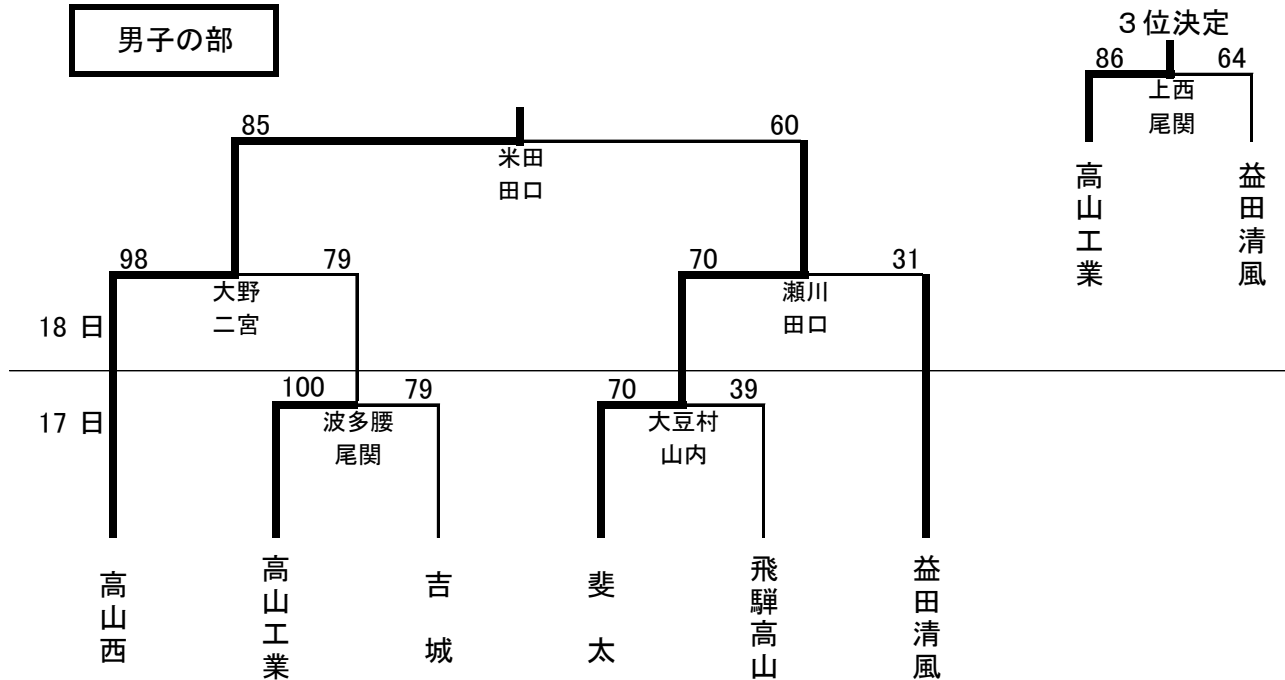 男子の部
３位決定
86
64
上西
尾関
高山工業
益田清風
85
60
米田
田口
98
79
70
31
大野
二宮
瀬川
田口
18 日
100
79
70
39
17 日
波多腰
尾関
大豆村
山内
高山西
高山工業
吉城
斐太
飛騨高山
益田清風